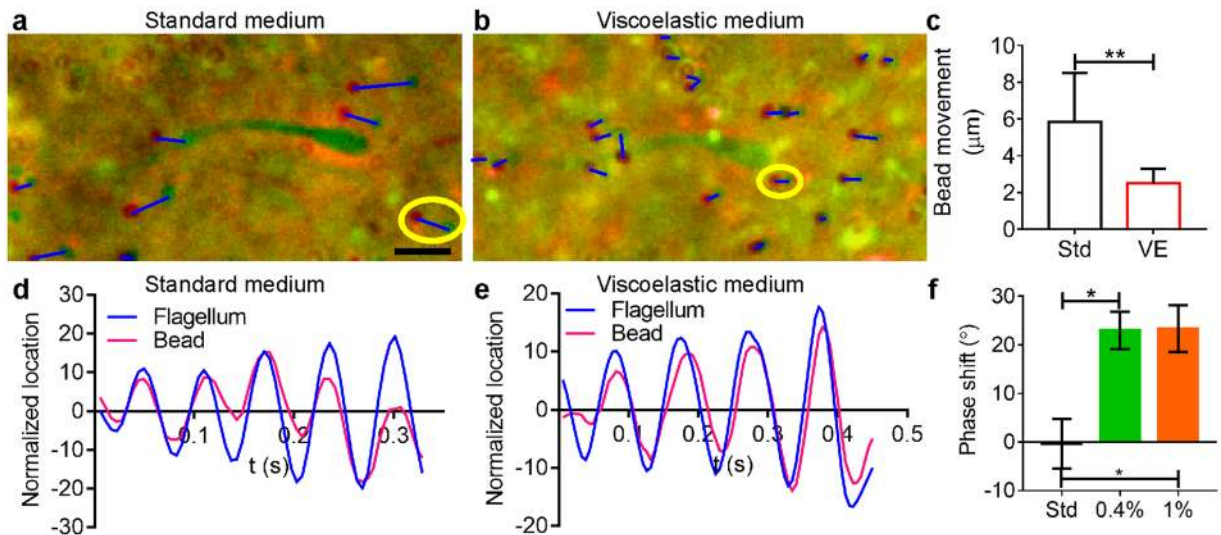 a Standard medium
b Viscoelastic medium
c
Bead movement
(μm)
10
8
6
4
2
0
**
Std VE
d Standard medium
Normalized location
30
20
10
0
-10
-20
-30
Flagellum
Bead
0.1 0.2 0.3
t (s)
e Viscoelastic medium
Normalized location
20
10
0
-10
-20
Flagellum
Bead
0.1 0.2 0.3 0.4 0.5
t (s)
f
Phase shift (°)
30
20
10
0
-10
*
*
Std 0.4% 1%